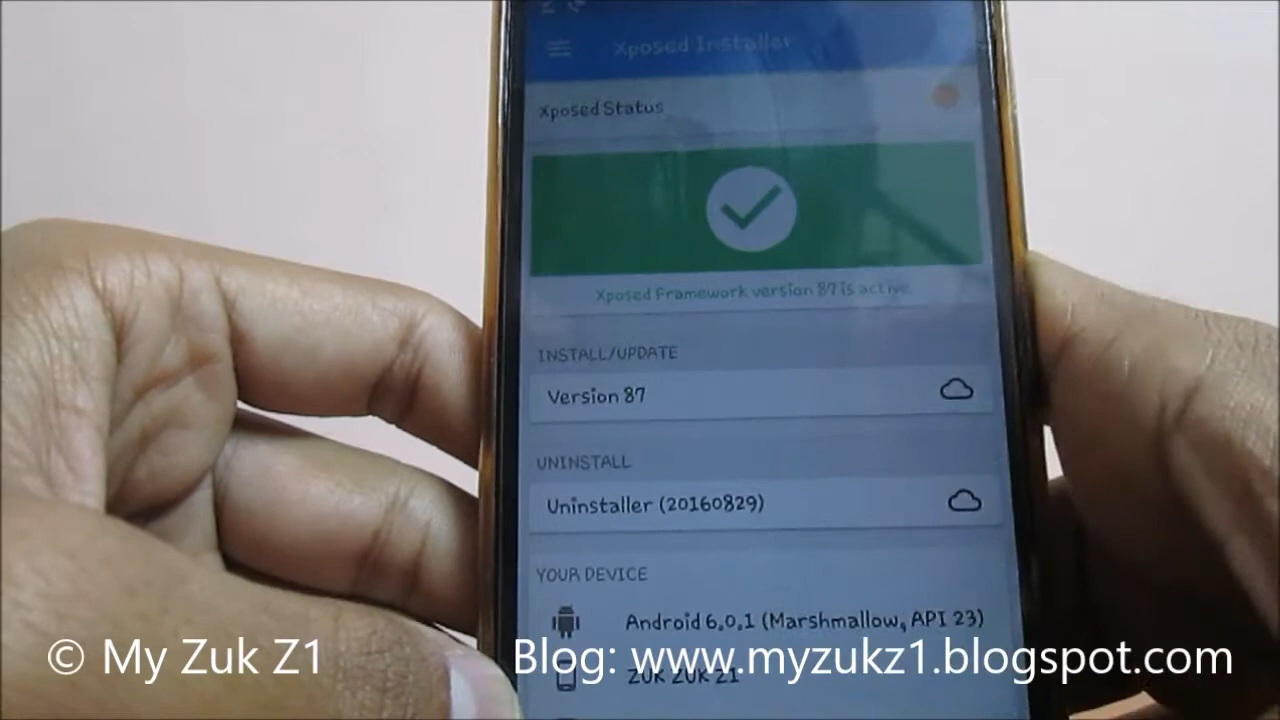 Xposed Installer
Xposed Status
Xposed Framework version 87 is active.
INSTALL/UPDATE
Version 87
UNINSTALL
Uninstaller (20160829)
YOUR DEVICE
Android 6.0.1 (Marshmallow, API 23)
ZUK ZUK Z1
© My Zuk Z1
Blog: www.myzukz1.blogspot.com